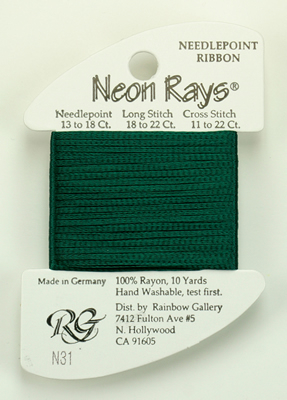 NEEDLEPOINT
RIBBON
Neon Rays®
Needlepoint Long Stitch Cross Stitch
13 to 18 Ct. 18 to 22 Ct. 11 to 22 Ct.
Made in Germany
100% Rayon, 10 Yards
Hand Washable, test first.
RG
N31
Dist. by Rainbow Gallery
7412 Fulton Ave #5
N. Hollywood
CA 91605